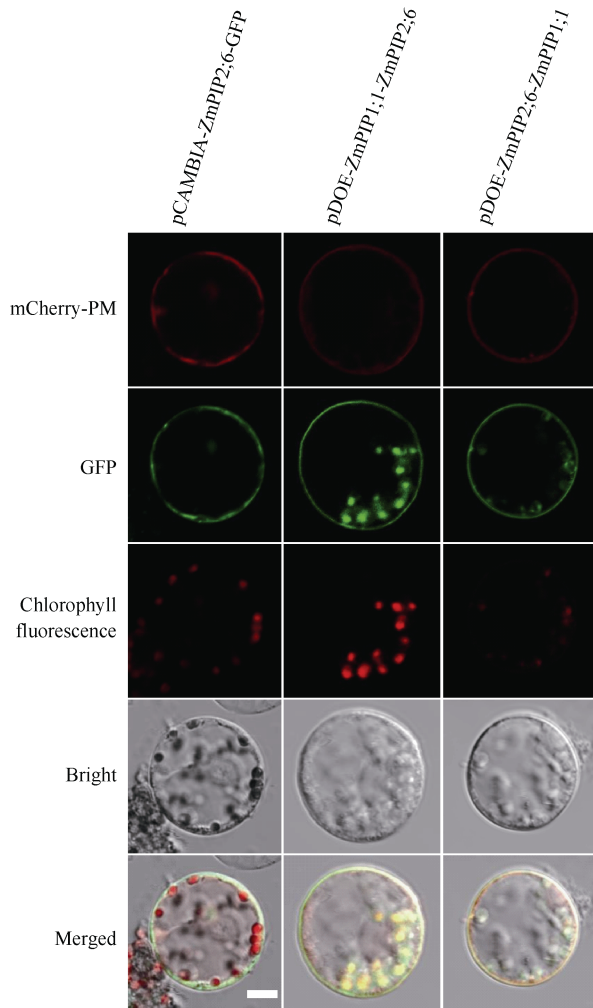 pCAMBIA-ZmPIP2;6-GFP
pDOE-ZmPIP1;1-ZmPIP2;6
pDOE-ZmPIP2;6-ZmPIP1;1
mCherry-PM
GFP
Chlorophyll
fluorescence
Bright
Merged